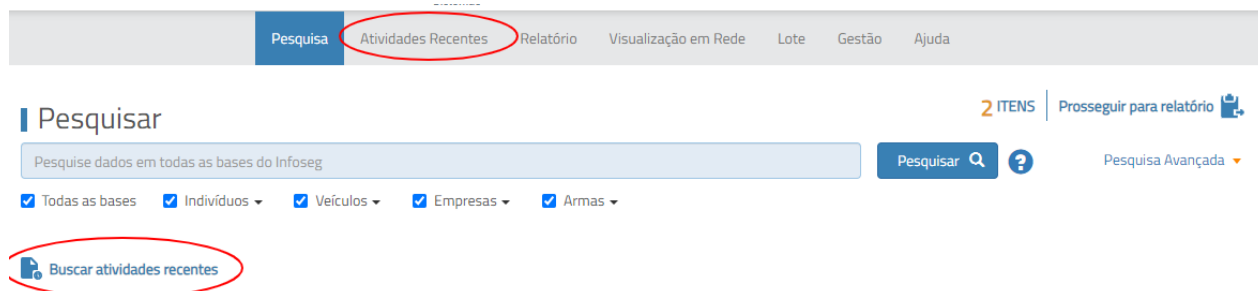 Pesquisa Atividades Recentes Relatório Visualização em Rede Lote Gestão Ajuda
2 ITENS Prosseguir para relatório
Pesquisar
Pesquise dados em todas as bases do Infoseg Pesquisar ? Pesquisa Avançada
Todas as bases Indivíduos Veículos Empresas Armas
Buscar atividades recentes